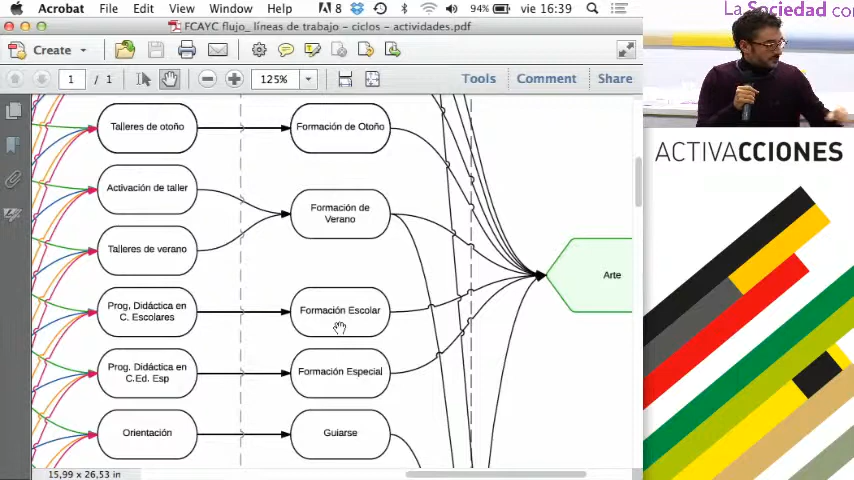 Acrobat File Edit View Window Help 8 94% vie 16:39
FCAYC flujo_ líneas de trabajo - ciclos - actividades.pdf
Create
1 / 1 125% Tools Comment Share
Talleres de otoño
Formación de Otoño
Activación de taller
Formación de
Verano
Talleres de verano
Arte
Prog. Didáctica en
C. Escolares
Formación Escolar
Prog. Didáctica en
C.Ed. Esp
Formación Especial
Orientación
Guiarse
15,99 x 26,53 in
La Sociedad co
ACTIVACCIONES